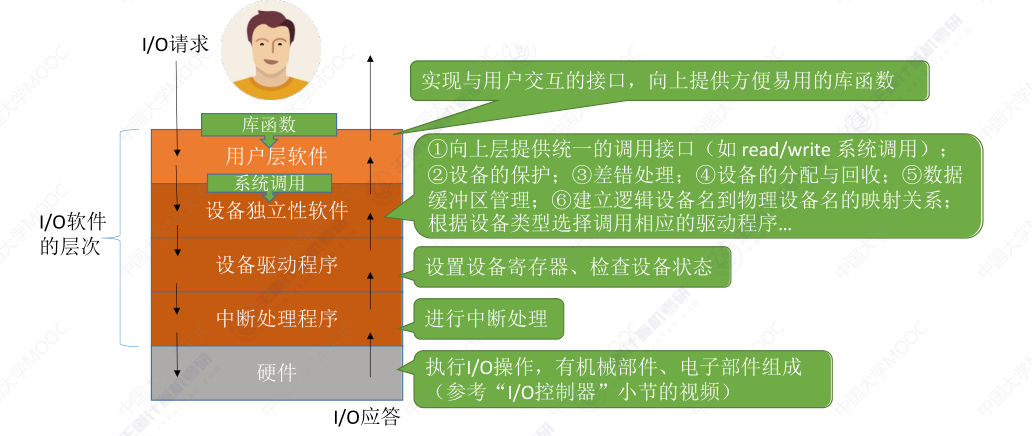 I/O请求
实现与用户交互的接口，向上提供方便易用的库函数
库函数
用户层软件
系统调用
①向上层提供统一的调用接口（如 read/write 系统调用）；
②设备的保护；③差错处理；④设备的分配与回收；⑤数据
缓冲区管理；⑥建立逻辑设备名到物理设备名的映射关系；
根据设备类型选择调用相应的驱动程序...
设备独立性软件
I/O软件
的层次
设备驱动程序
设置设备寄存器、检查设备状态
中断处理程序
进行中断处理
硬件
执行I/O操作，有机械部件、电子部件组成
（参考“I/O控制器”小节的视频）
I/O应答
中国大学MOOC